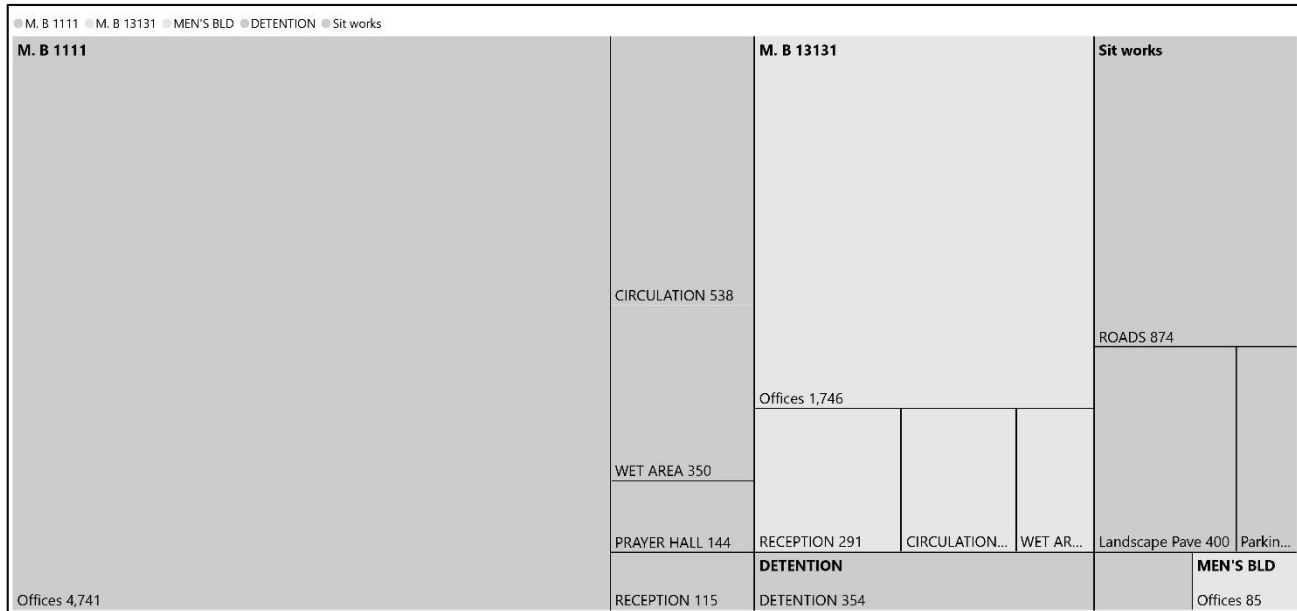 M. B 1111 M. B 13131 MEN'S BLD DETENTION Sit works
M. B 1111
Offices 4,741
CIRCULATION 538
WET AREA 350
PRAYER HALL 144
RECEPTION 115
M. B 13131
Offices 1,746
RECEPTION 291
CIRCULATION...
WET AR...
DETENTION
DETENTION 354
Sit works
ROADS 874
Landscape Pave 400
Parkin...
MEN'S BLD
Offices 85